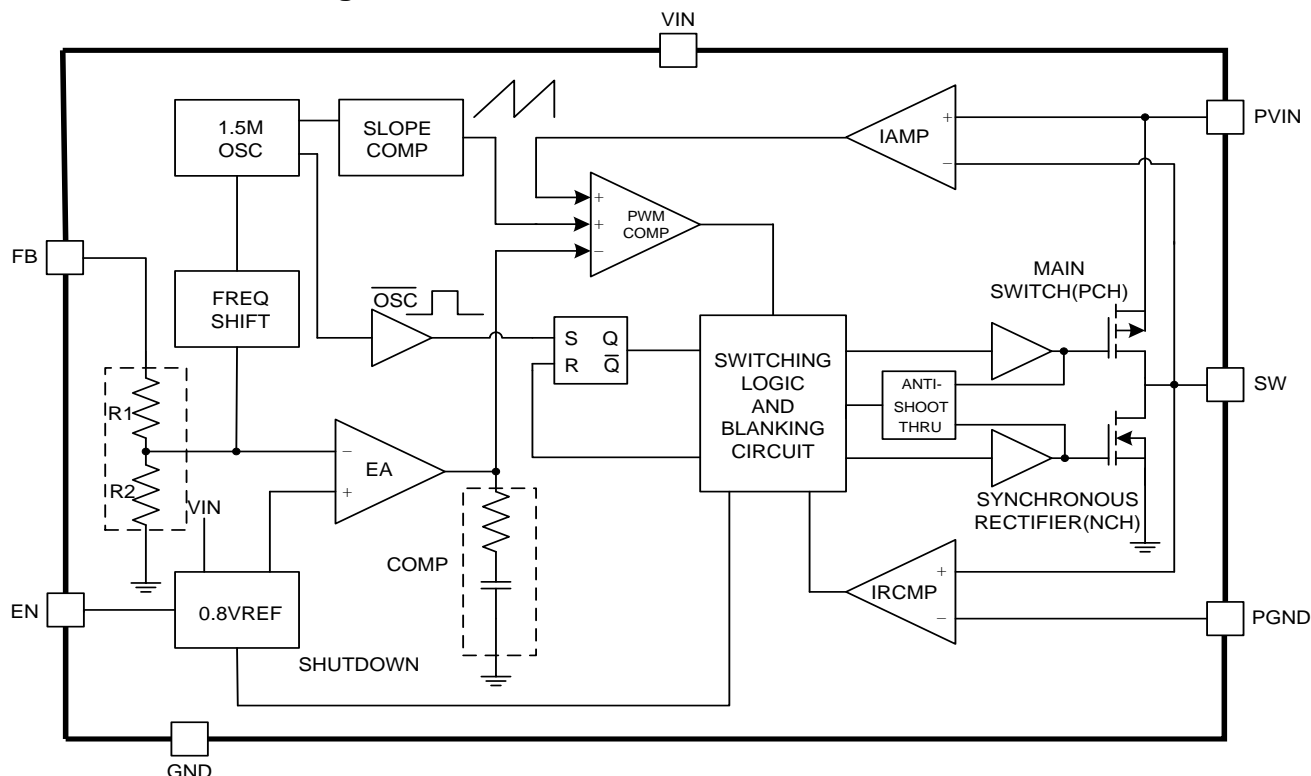 VIN
1.5M
OSC
SLOPE
COMP
IAMP
+
−
PVIN
+
+
−
PWM
COMP
FB
FREQ
SHIFT
OSC
MAIN
SWITCH(PCH)
S Q
R Q
SWITCHING
LOGIC
AND
BLANKING
CIRCUIT
ANTI-
SHOOT
THRU
SW
R1
R2
−
+
EA
VIN
SYNCHRONOUS
RECTIFIER(NCH)
COMP
EN
0.8VREF
IRCMP
+
−
PGND
SHUTDOWN
GND